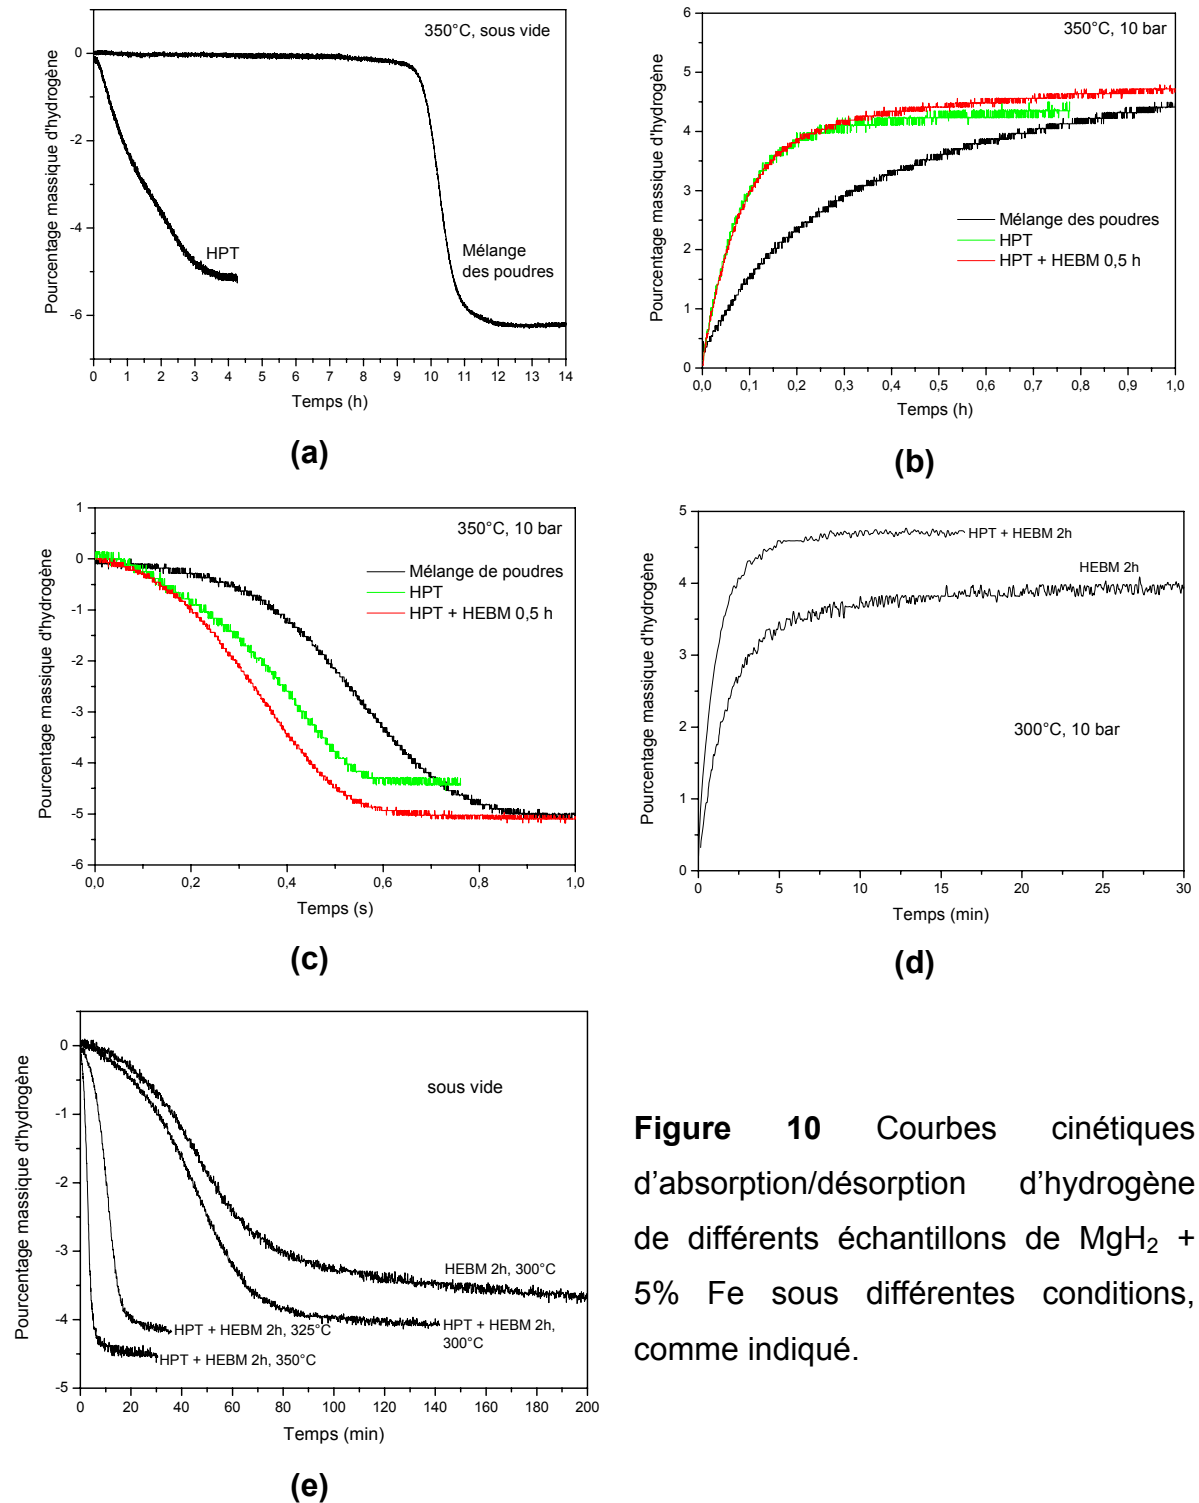 350°C, sous vide
Pourcentage massique d'hydrogène
0
-2
-4
-6
HPT
Mélange
des poudres
0 1 2 3 4 5 6 7 8 9 10 11 12 13 14
Temps (h)
(a)
350°C, 10 bar
Pourcentage massique d'hydrogène
6
5
4
3
2
1
0
Mélange des poudres
HPT
HPT + HEBM 0,5 h
0,0 0,1 0,2 0,3 0,4 0,5 0,6 0,7 0,8 0,9 1,0
Temps (h)
(b)
350°C, 10 bar
Pourcentage massique d'hydrogène
1
0
-1
-2
-3
-4
-5
-6
Mélange de poudres
HPT
HPT + HEBM 0,5 h
0,0 0,2 0,4 0,6 0,8 1,0
Temps (s)
(c)
Pourcentage massique d'hydrogène
5
4
3
2
1
0
HPT + HEBM 2h
HEBM 2h
300°C, 10 bar
0 5 10 15 20 25 30
Temps (min)
(d)
Pourcentage massique d'hydrogène
0
-1
-2
-3
-4
-5
sous vide
HEBM 2h, 300°C
HPT + HEBM 2h, 325°C
HPT + HEBM 2h,
300°C
HPT + HEBM 2h, 350°C
0 20 40 60 80 100 120 140 160 180 200
Temps (min)
(e)
Figure 10 Courbes cinétiques
d’absorption/désorption d’hydrogène
de différents échantillons de MgH₂ +
5% Fe sous différentes conditions,
comme indiqué.